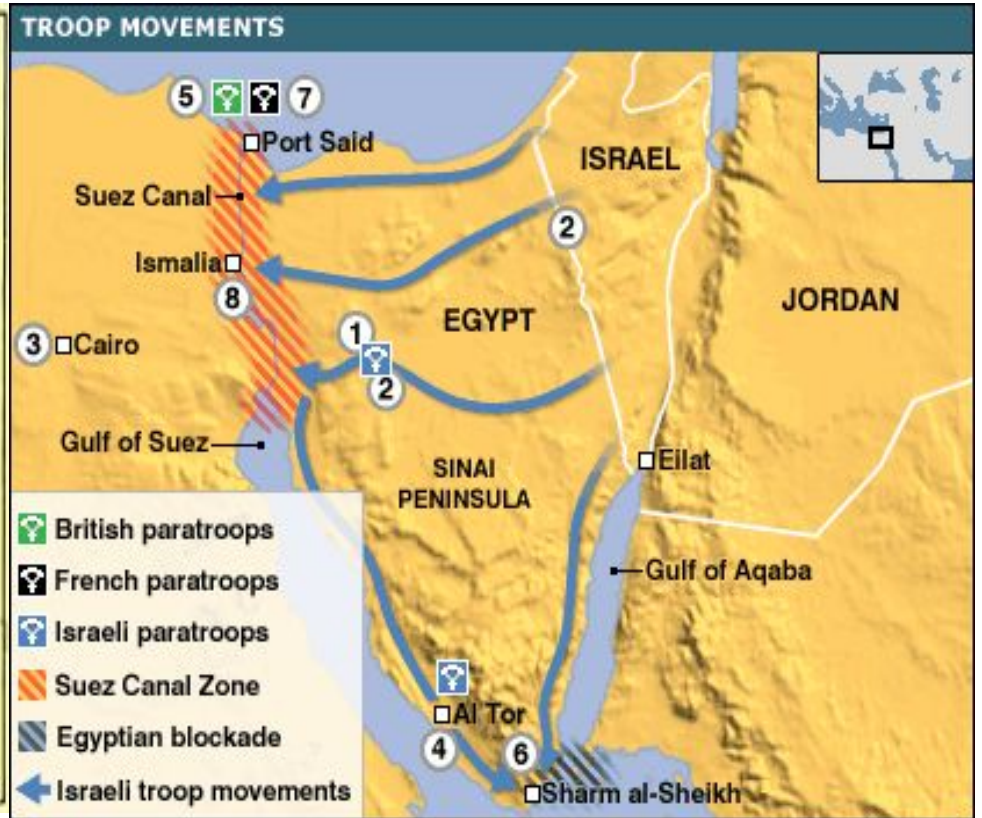 TROOP MOVEMENTS
5
7
Port Said
ISRAEL
Suez Canal
2
Ismalia
8
JORDAN
EGYPT
1
3
Cairo
2
Gulf of Suez
Eilat
SINAI
PENINSULA
British paratroops
French paratroops
Gulf of Aqaba
Israeli paratroops
Suez Canal Zone
Al Tor
Egyptian blockade
4
6
Israeli troop movements
Sharm al-Sheikh